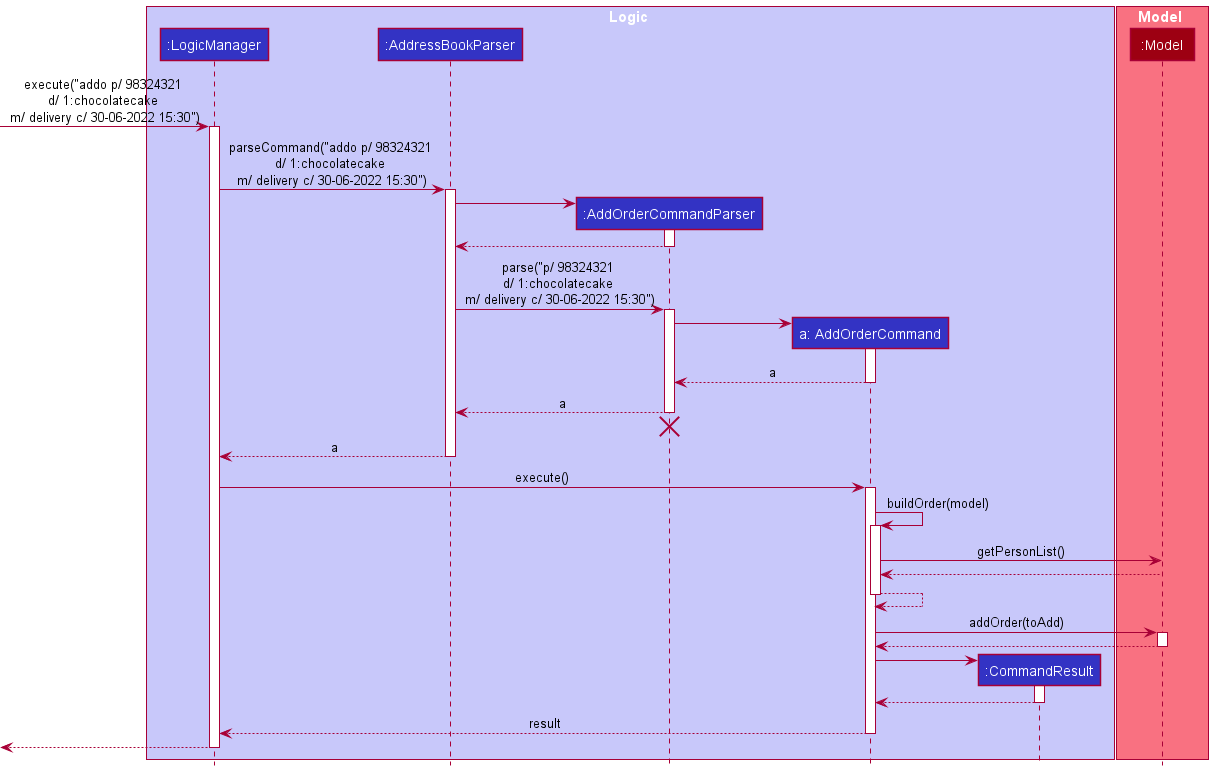 Logic
Model
:LogicManager
:AddressBookParser
:Model
execute("addo p/ 98324321
d/ 1:chocolatecake
m/ delivery c/ 30-06-2022 15:30")
parseCommand("addo p/ 98324321
d/ 1:chocolatecake
m/ delivery c/ 30-06-2022 15:30")
:AddOrderCommandParser
parse("p/ 98324321
d/ 1:chocolatecake
m/ delivery c/ 30-06-2022 15:30")
a: AddOrderCommand
a
a
a
execute()
buildOrder(model)
getPersonList()
addOrder(toAdd)
:CommandResult
result